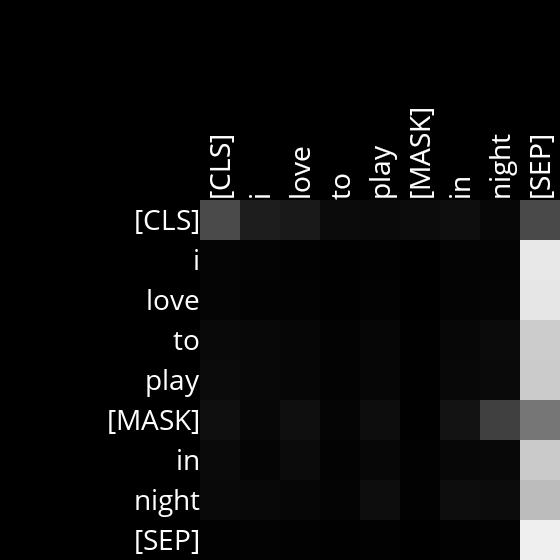 [CLS] i love to play [MASK] in night [SEP]
[CLS]
i
love
to
play
[MASK]
in
night
[SEP]